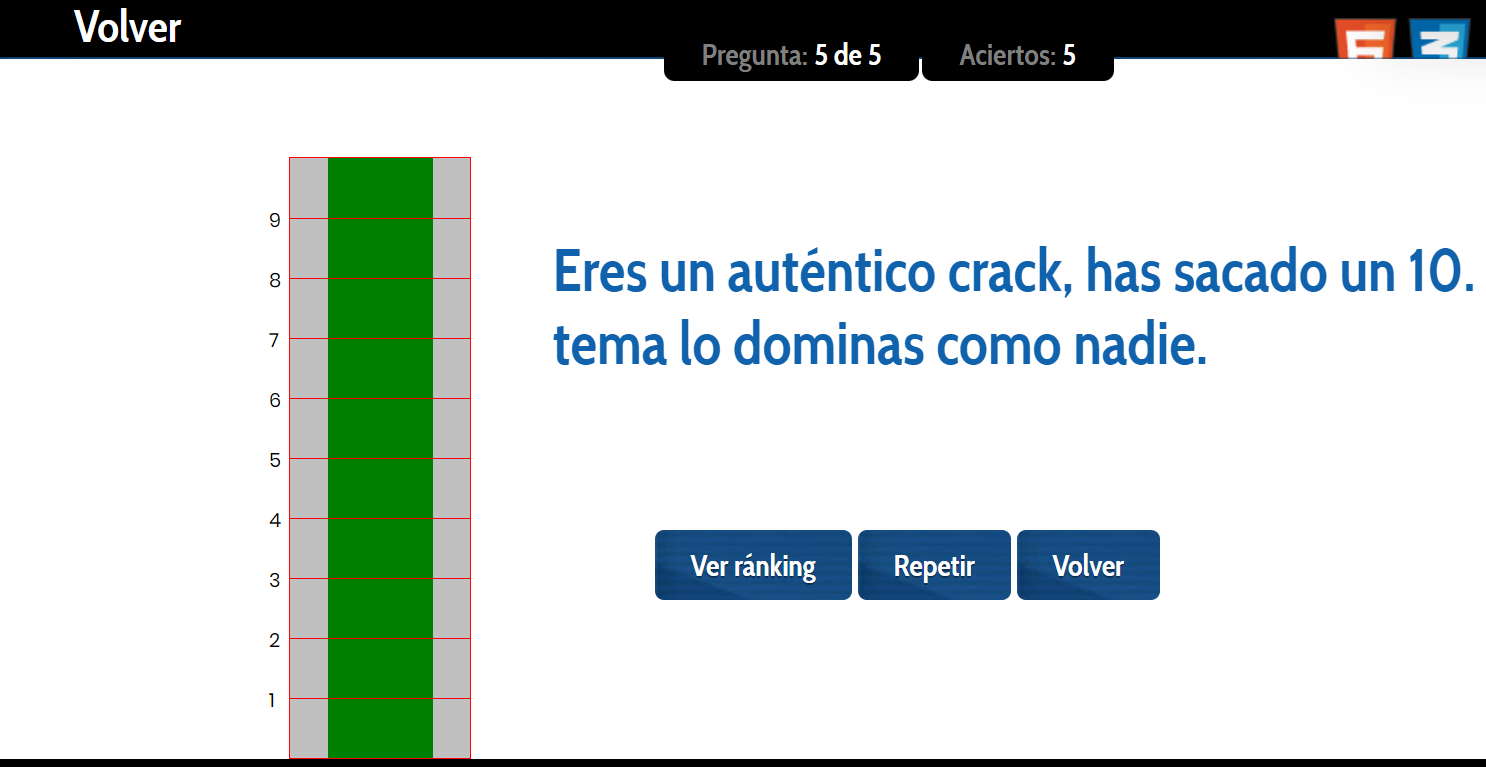 Volver
Pregunta: 5 de 5
Aciertos: 5
9
8
7
6
5
4
3
2
1
Eres un auténtico crack, has sacado un 10.
tema lo dominas como nadie.
Ver ránking
Repetir
Volver